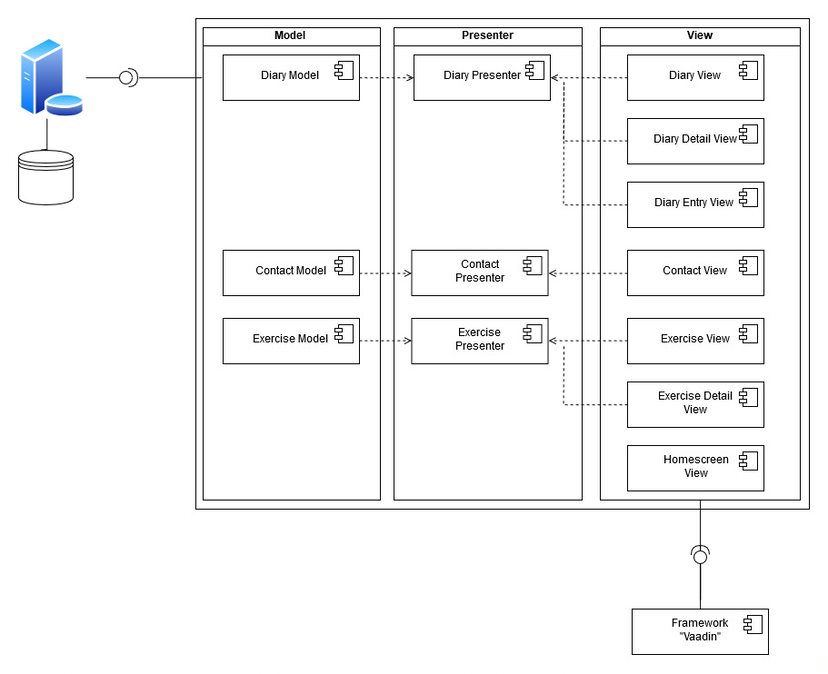 Model
Presenter
View
Diary Model
Diary Presenter
Diary View
Diary Detail View
Diary Entry View
Contact Model
Contact
Presenter
Contact View
Exercise Model
Exercise
Presenter
Exercise View
Exercise Detail
View
Homescreen
View
Framework
"Vaadin"